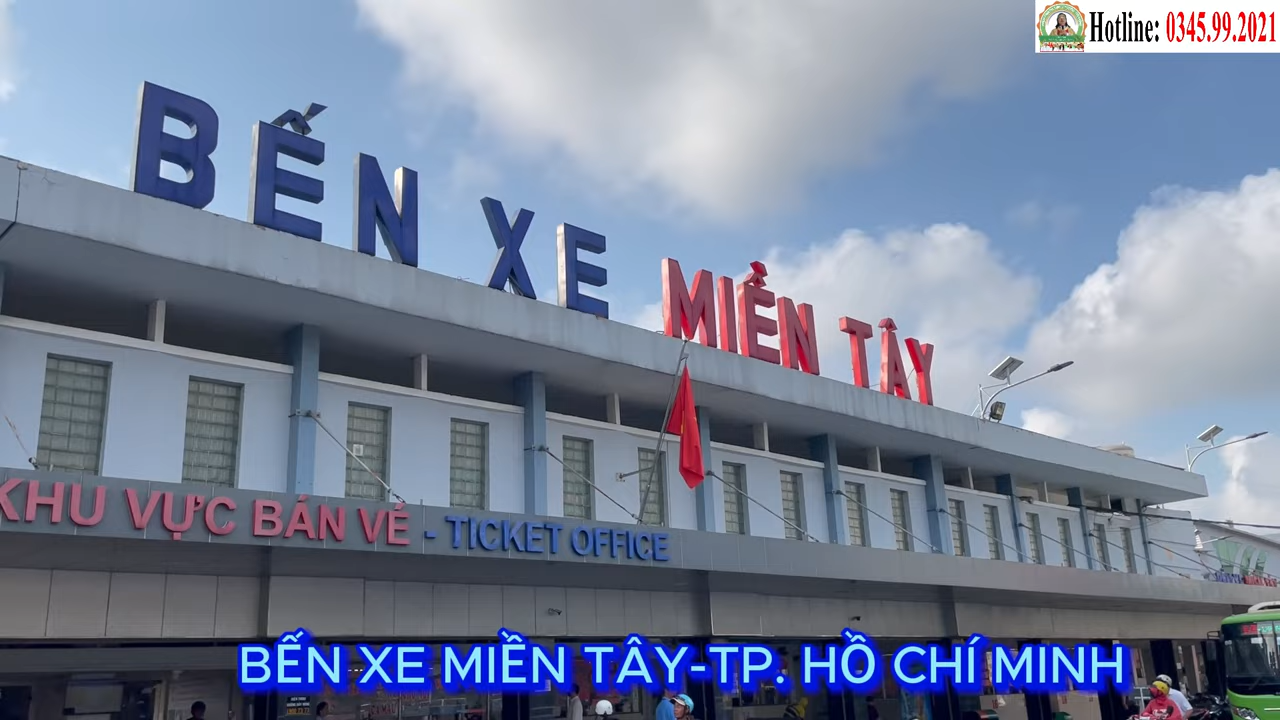 Hotline: 0345.99.2021
BẾN XE MIỀN TÂY
KHU VỰC BÁN VÉ - TICKET OFFICE
BẾN XE MIỀN TÂY-TP. HỒ CHÍ MINH